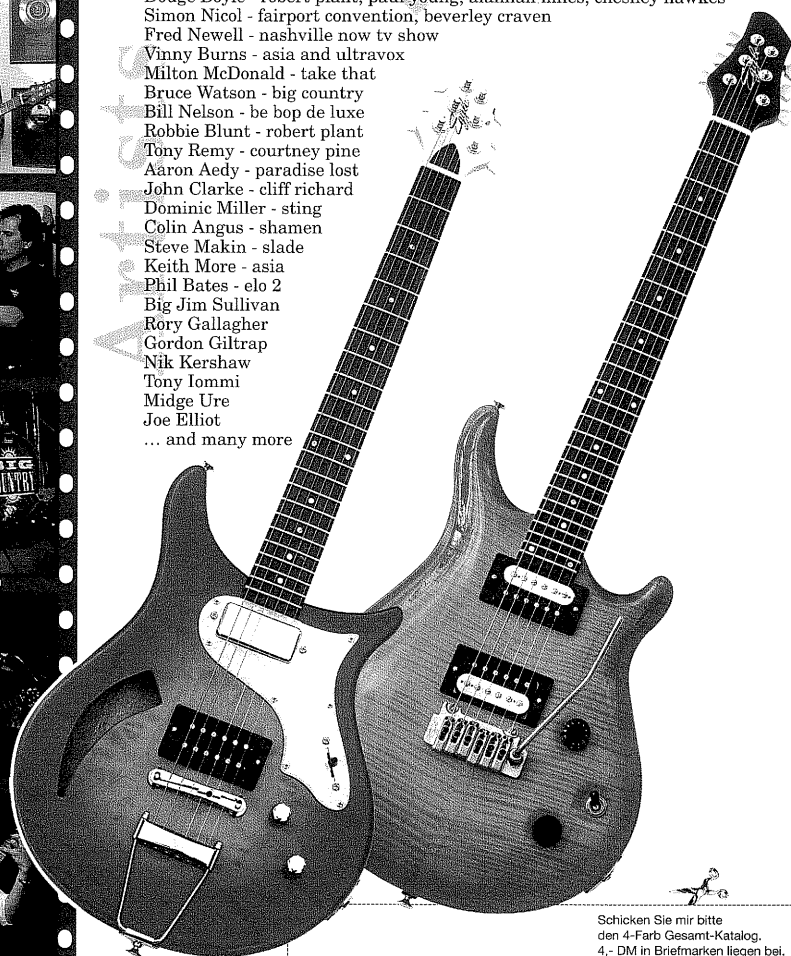 Simon Nicol - fairport convention, beverley craven
Fred Newell - nashville now tv show
Vinny Burns - asia and ultravox
Milton McDonald - take that
Bruce Watson - big country
Bill Nelson - be bop de luxe
Robbie Blunt - robert plant
Tony Remy - courtney pine
Aaron Aedy - paradise lost
John Clarke - cliff richard
Dominic Miller - sting
Colin Angus - shamen
Steve Makin - slade
Keith More - asia
Phil Bates - elo 2
Big Jim Sullivan
Rory Gallagher
Gordon Giltrap
Nik Kershaw
Tony Iommi
Midge Ure
Joe Elliot
... and many more
Artists
BIG
COUNTRY
Schicken Sie mir bitte
den 4-Farb Gesamt-Katalog.
4,- DM in Briefmarken liegen bei.